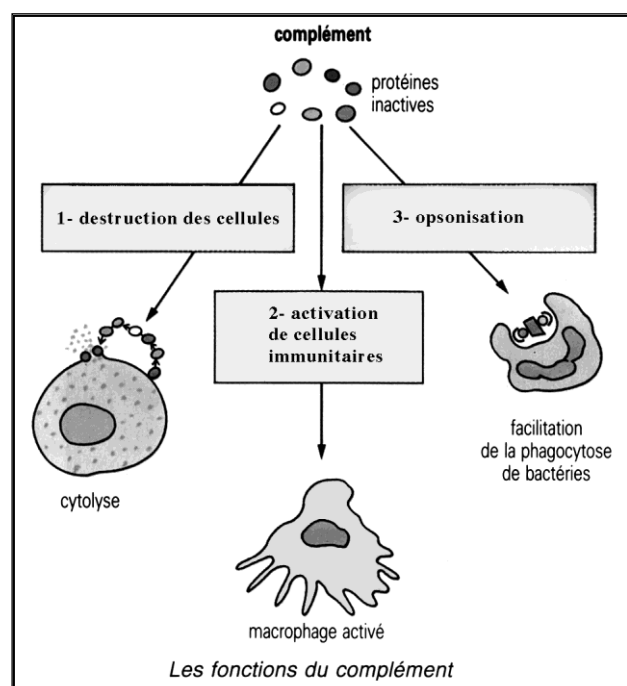 complément
protéines
inactives
1- destruction des cellules
3- opsonisation
2- activation
de cellules
immunitaires
facilitation
de la phagocytose
de bactéries
cytolyse
macrophage activé
Les fonctions du complément